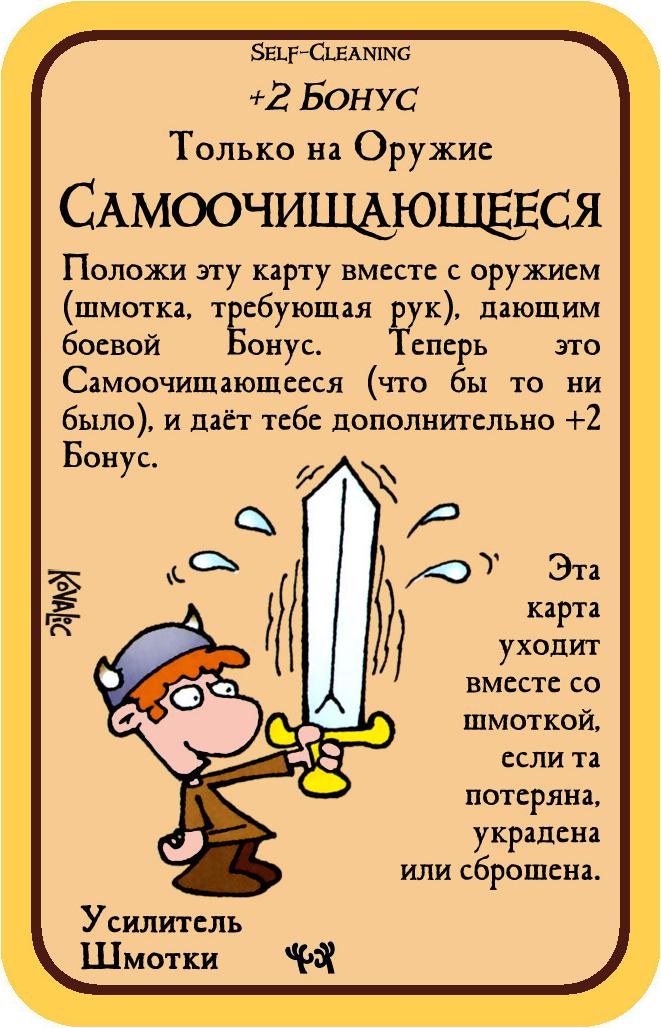 Self-Cleaning
+2 Бонус
Только на Оружие
Самоочищающееся
Положи эту карту вместе с оружием
(шмотка, требующая рук), дающим
боевой Бонус. Теперь это
Самоочищающееся (что бы то ни
было), и даёт тебе дополнительно +2
Бонус.
Kovalic
Эта
карта
уходит
вместе со
шмоткой,
если та
потеряна,
украдена
или сброшена.
Усилитель
Шмотки